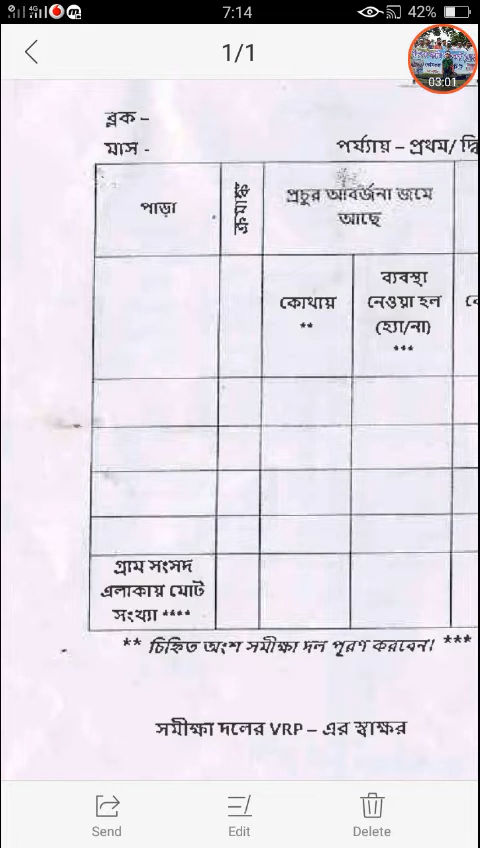 7:14
42%
1/1
03:01
ব্লক –
মাস -
পর্য্যায় – প্রথম/ দ্বি
পাড়া
ক্রমাঙ্ক
প্রচুর আবর্জনা জমে
আছে
কোথায়
**
ব্যবস্থা
নেওয়া হল
(হ্যা/না)
***
গ্রাম সংসদ
এলাকায় মোট
সংখ্যা ****
** চিহ্নিত অংশ সমীক্ষা দল পূরণ করবেন। ***
সমীক্ষা দলের VRP – এর স্বাক্ষর
Send
Edit
Delete